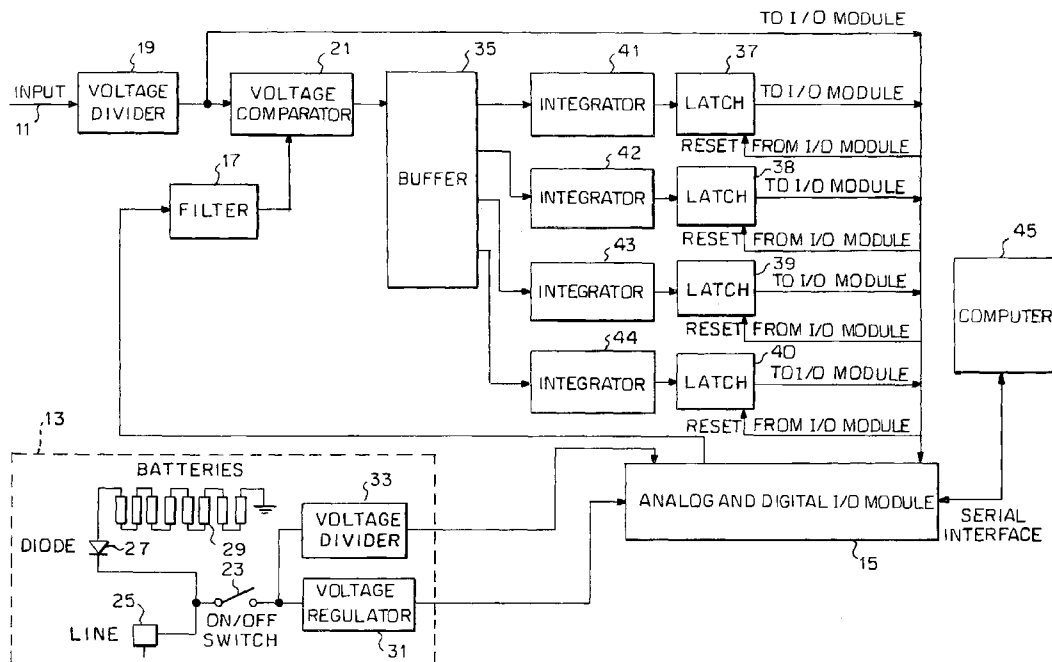 TO I/O MODULE
19
21
35
41
37
INPUT
11
VOLTAGE
DIVIDER
VOLTAGE
COMPARATOR
BUFFER
INTEGRATOR
LATCH
TO I/O MODULE
RESET
FROM I/O MODULE
17
FILTER
42
38
INTEGRATOR
LATCH
TO I/O MODULE
RESET
FROM I/O MODULE
43
39
INTEGRATOR
LATCH
TO I/O MODULE
RESET
FROM I/O MODULE
45
COMPUTER
44
40
INTEGRATOR
LATCH
TO I/O MODULE
RESET
FROM I/O MODULE
13
BATTERIES
29
DIODE
27
33
VOLTAGE
DIVIDER
23
ON/OFF
SWITCH
25
LINE
VOLTAGE
REGULATOR
31
ANALOG AND DIGITAL I/O MODULE
15
SERIAL
INTERFACE